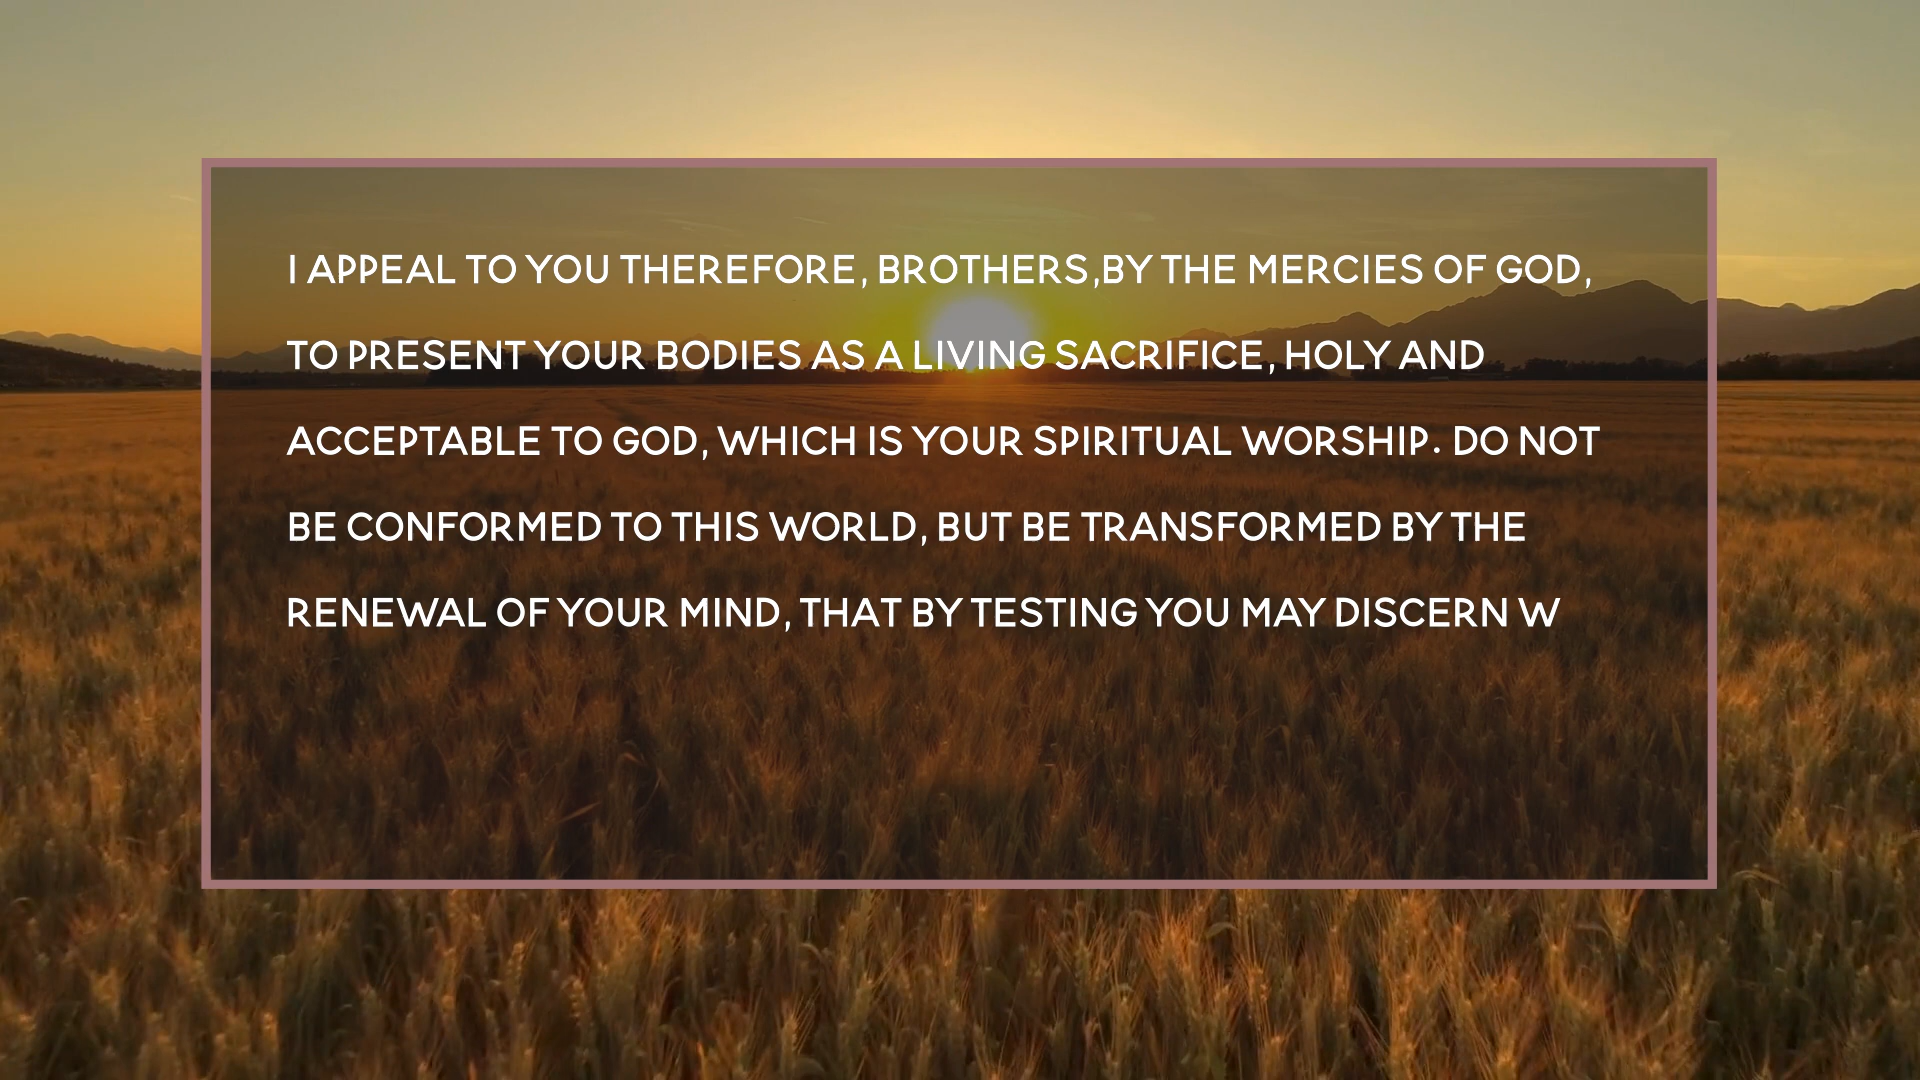 I APPEAL TO YOU THEREFORE, BROTHERS,BY THE MERCIES OF GOD,
TO PRESENT YOUR BODIES AS A LIVING SACRIFICE, HOLY AND
ACCEPTABLE TO GOD, WHICH IS YOUR SPIRITUAL WORSHIP. DO NOT
BE CONFORMED TO THIS WORLD, BUT BE TRANSFORMED BY THE
RENEWAL OF YOUR MIND, THAT BY TESTING YOU MAY DISCERN W